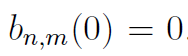 b_{n,m}(0) = 0.